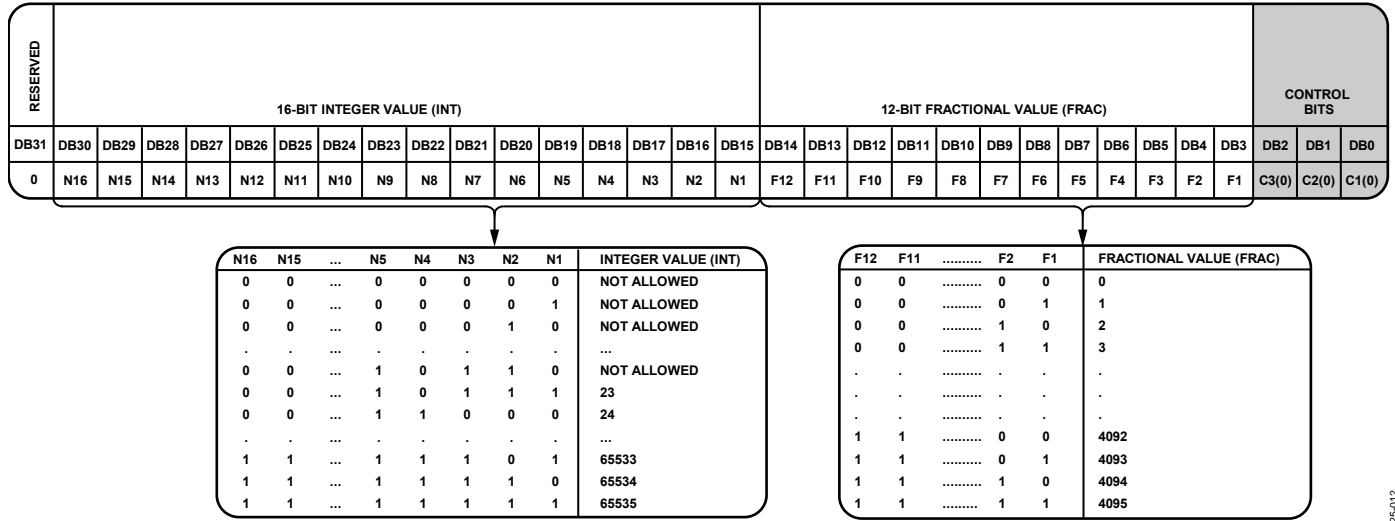 RESERVED
16-BIT INTEGER VALUE (INT)
12-BIT FRACTIONAL VALUE (FRAC)
CONTROL
BITS
DB31 DB30 DB29 DB28 DB27 DB26 DB25 DB24 DB23 DB22 DB21 DB20 DB19 DB18 DB17 DB16 DB15 DB14 DB13 DB12 DB11 DB10 DB9 DB8 DB7 DB6 DB5 DB4 DB3 DB2 DB1 DB0
0 N16 N15 N14 N13 N12 N11 N10 N9 N8 N7 N6 N5 N4 N3 N2 N1 F12 F11 F10 F9 F8 F7 F6 F5 F4 F3 F2 F1 C3(0) C2(0) C1(0)
N16 N15 ... N5 N4 N3 N2 N1 INTEGER VALUE (INT)
0 0 ... 0 0 0 0 0 NOT ALLOWED
0 0 ... 0 0 0 0 1 NOT ALLOWED
0 0 ... 0 0 0 1 0 NOT ALLOWED
. . ... . . . . . ...
0 0 ... 1 0 1 1 0 NOT ALLOWED
0 0 ... 1 0 1 1 1 23
0 0 ... 1 1 0 0 0 24
. . ... . . . . . ...
1 1 ... 1 1 1 0 1 65533
1 1 ... 1 1 1 1 0 65534
1 1 ... 1 1 1 1 1 65535
F12 F11 .......... F2 F1 FRACTIONAL VALUE (FRAC)
0 0 .......... 0 0 0
0 0 .......... 0 1 1
0 0 .......... 1 0 2
0 0 .......... 1 1 3
. . .......... . . .
. . .......... . . .
. . .......... . . .
1 1 .......... 0 0 4092
1 1 .......... 0 1 4093
1 1 .......... 1 0 4094
1 1 ......... 1 1 4095